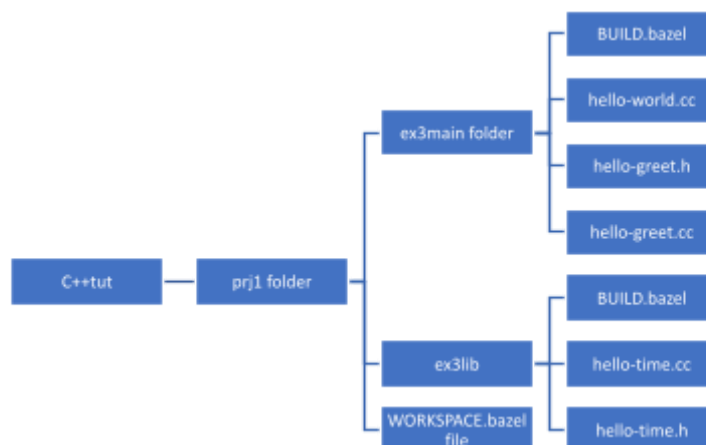 C++tut
prj1 folder
ex3main folder
BUILD.bazel
hello-world.cc
hello-greet.h
hello-greet.cc
ex3lib
BUILD.bazel
hello-time.cc
hello-time.h
WORKSPACE.bazel
file